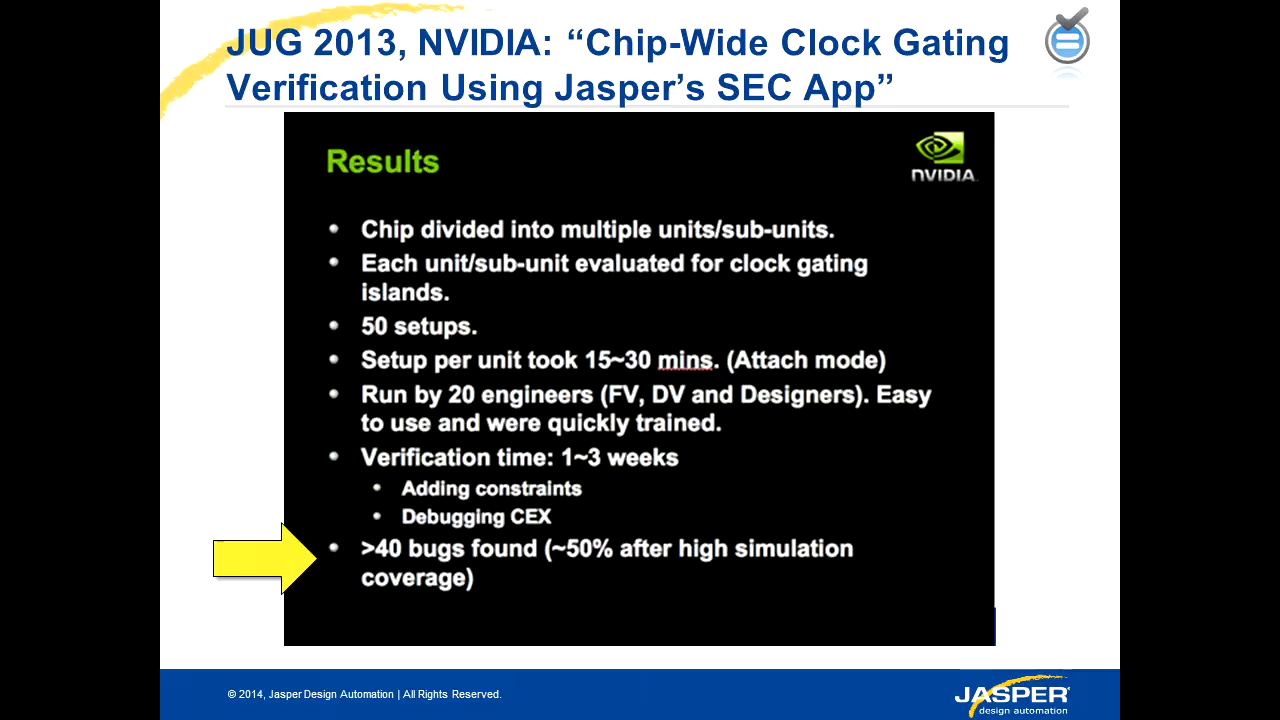 JUG 2013, NVIDIA: “Chip-Wide Clock Gating
Verification Using Jasper’s SEC App”
Results
NVIDIA
• Chip divided into multiple units/sub-units.
• Each unit/sub-unit evaluated for clock gating
islands.
• 50 setups.
• Setup per unit took 15~30 mins. (Attach mode)
• Run by 20 engineers (FV, DV and Designers). Easy
to use and were quickly trained.
• Verification time: 1~3 weeks
• Adding constraints
• Debugging CEX
• >40 bugs found (~50% after high simulation
coverage)
© 2014, Jasper Design Automation | All Rights Reserved.
JASPER
design automation